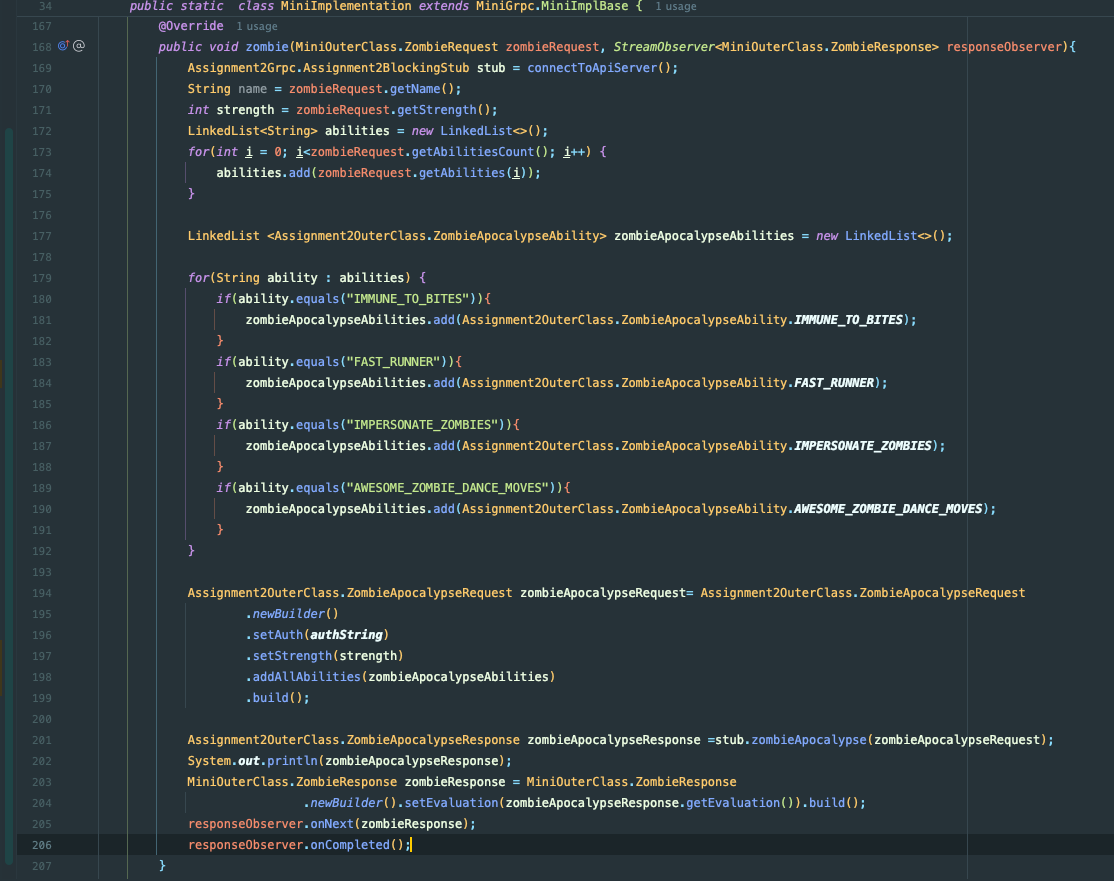 34 public static class MiniImplementation extends MiniGrpc.MiniImplBase { 1 usage
167 @Override 1 usage
168 @ public void zombie(MiniOuterClass.ZombieRequest zombieRequest, StreamObserver<MiniOuterClass.ZombieResponse> responseObserver){
169 Assignment2Grpc.Assignment2BlockingStub stub = connectToApiServer();
170 String name = zombieRequest.getName();
171 int strength = zombieRequest.getStrength();
172 LinkedList<String> abilities = new LinkedList<>();
173 for(int i = 0; i<zombieRequest.getAbilitiesCount(); i++) {
174 abilities.add(zombieRequest.getAbilities(i));
175 }
176
177 LinkedList <Assignment2OuterClass.ZombieApocalypseAbility> zombieApocalypseAbilities = new LinkedList<>();
178
179 for(String ability : abilities) {
180 if(ability.equals("IMMUNE_TO_BITES")){
181 zombieApocalypseAbilities.add(Assignment2OuterClass.ZombieApocalypseAbility.IMMUNE_TO_BITES);
182 }
183 if(ability.equals("FAST_RUNNER")){
184 zombieApocalypseAbilities.add(Assignment2OuterClass.ZombieApocalypseAbility.FAST_RUNNER);
185 }
186 if(ability.equals("IMPERSONATE_ZOMBIES")){
187 zombieApocalypseAbilities.add(Assignment2OuterClass.ZombieApocalypseAbility.IMPERSONATE_ZOMBIES);
188 }
189 if(ability.equals("AWESOME_ZOMBIE_DANCE_MOVES")){
190 zombieApocalypseAbilities.add(Assignment2OuterClass.ZombieApocalypseAbility.AWESOME_ZOMBIE_DANCE_MOVES);
191 }
192 }
193
194 Assignment2OuterClass.ZombieApocalypseRequest zombieApocalypseRequest= Assignment2OuterClass.ZombieApocalypseRequest
195 .newBuilder()
196 .setAuth(authString)
197 .setStrength(strength)
198 .addAllAbilities(zombieApocalypseAbilities)
199 .build();
200
201 Assignment2OuterClass.ZombieApocalypseResponse zombieApocalypseResponse =stub.zombieApocalypse(zombieApocalypseRequest);
202 System.out.println(zombieApocalypseResponse);
203 MiniOuterClass.ZombieResponse zombieResponse = MiniOuterClass.ZombieResponse
204 .newBuilder().setEvaluation(zombieApocalypseResponse.getEvaluation()).build();
205 responseObserver.onNext(zombieResponse);
206 responseObserver.onCompleted();
207 }